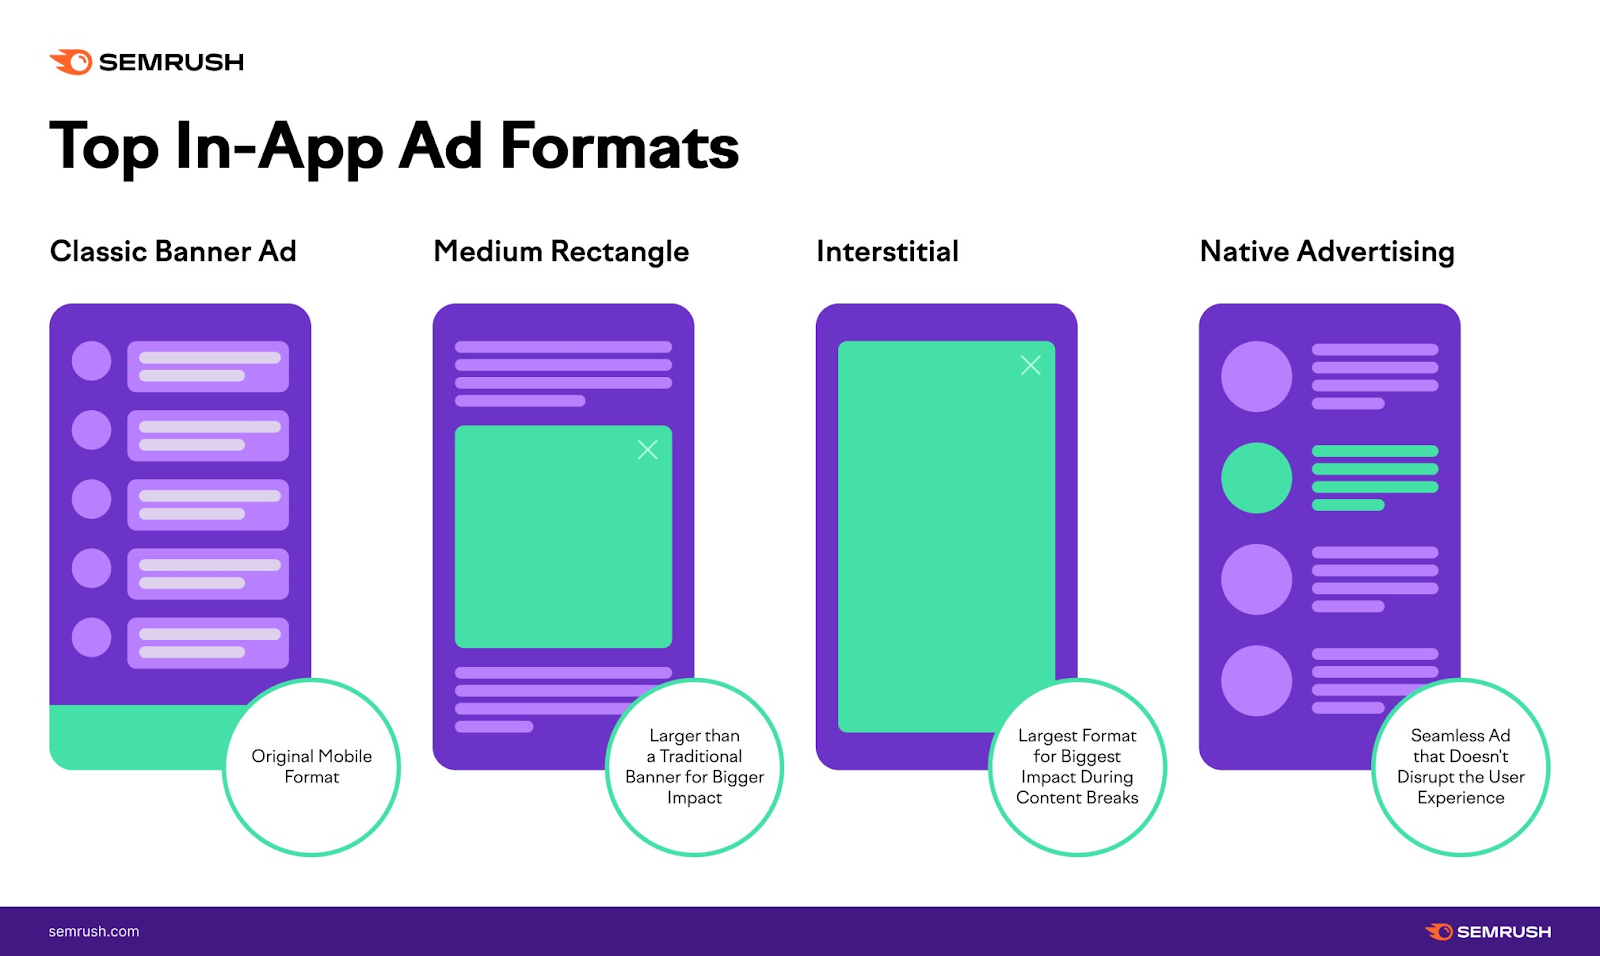 SEMRUSH
Top In-App Ad Formats
Classic Banner Ad
Original Mobile
Format
Medium Rectangle
Larger than
a Traditional
Banner for Bigger
Impact
Interstitial
Largest Format
for Biggest
Impact During
Content Breaks
Native Advertising
Seamless Ad
that Doesn't
Disrupt the User
Experience
semrush.com
SEMRUSH